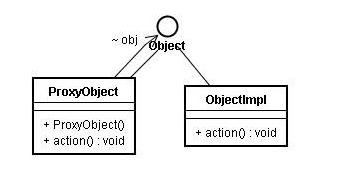 ~ obj
Object
ProxyObject
+ ProxyObject()
+ action() : void
ObjectImpl
+ action() : void